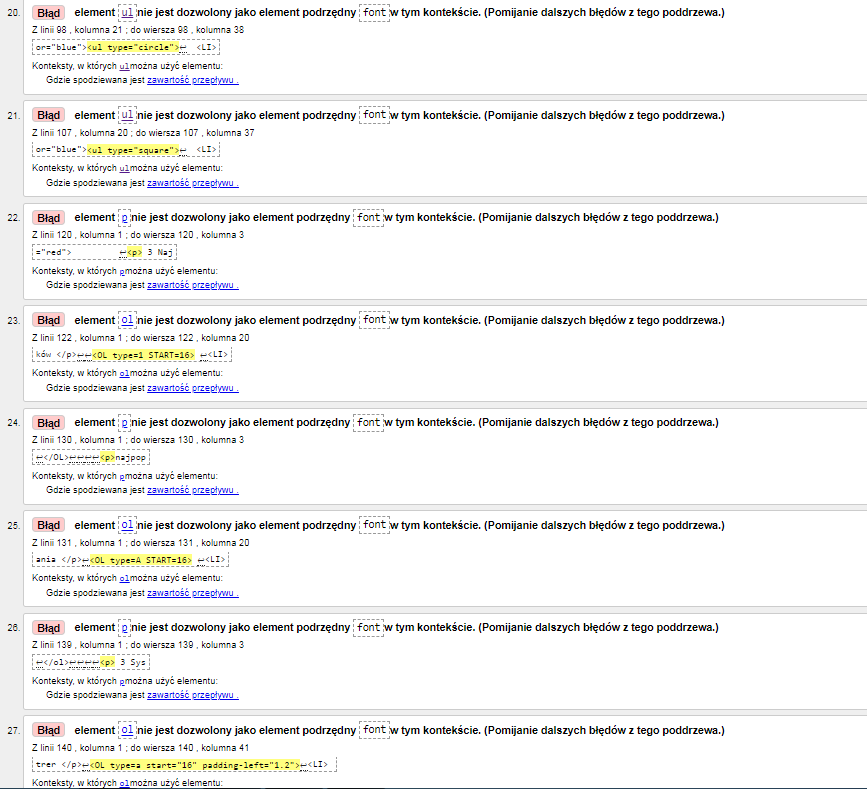 20. Błąd element ul nie jest dozwolony jako element podrzędny font w tym kontekście. (Pomijanie dalszych błędów z tego poddrzewa.)
Z linii 98 , kolumna 21 ; do wiersza 98 , kolumna 38
or="blue"><ul type="circle">↩ <LI>
Konteksty, w których ulmożna użyć elementu:
Gdzie spodziewana jest zawartość przepływu .
21. Błąd element ul nie jest dozwolony jako element podrzędny font w tym kontekście. (Pomijanie dalszych błędów z tego poddrzewa.)
Z linii 107 , kolumna 20 ; do wiersza 107 , kolumna 37
or="blue"><ul type="square">↩ <LI>
Konteksty, w których ulmożna użyć elementu:
Gdzie spodziewana jest zawartość przepływu .
22. Błąd element p nie jest dozwolony jako element podrzędny font w tym kontekście. (Pomijanie dalszych błędów z tego poddrzewa.)
Z linii 120 , kolumna 1 ; do wiersza 120 , kolumna 3
="red"> ↩<p> 3 Naj
Konteksty, w których pmożna użyć elementu:
Gdzie spodziewana jest zawartość przepływu .
23. Błąd element ol nie jest dozwolony jako element podrzędny font w tym kontekście. (Pomijanie dalszych błędów z tego poddrzewa.)
Z linii 122 , kolumna 1 ; do wiersza 122 , kolumna 20
ków </p>↩↩<OL type=1 START=16> ↩<LI>
Konteksty, w których olmożna użyć elementu:
Gdzie spodziewana jest zawartość przepływu .
24. Błąd element p nie jest dozwolony jako element podrzędny font w tym kontekście. (Pomijanie dalszych błędów z tego poddrzewa.)
Z linii 130 , kolumna 1 ; do wiersza 130 , kolumna 3
↩</OL>↩↩↩↩<p>najpop
Konteksty, w których pmożna użyć elementu:
Gdzie spodziewana jest zawartość przepływu .
25. Błąd element ol nie jest dozwolony jako element podrzędny font w tym kontekście. (Pomijanie dalszych błędów z tego poddrzewa.)
Z linii 131 , kolumna 1 ; do wiersza 131 , kolumna 20
ania </p>↩<OL type=A START=16> ↩<LI>
Konteksty, w których olmożna użyć elementu:
Gdzie spodziewana jest zawartość przepływu .
26. Błąd element p nie jest dozwolony jako element podrzędny font w tym kontekście. (Pomijanie dalszych błędów z tego poddrzewa.)
Z linii 139 , kolumna 1 ; do wiersza 139 , kolumna 3
↩</ol>↩↩↩↩<p> 3 Sys
Konteksty, w których pmożna użyć elementu:
Gdzie spodziewana jest zawartość przepływu .
27. Błąd element ol nie jest dozwolony jako element podrzędny font w tym kontekście. (Pomijanie dalszych błędów z tego poddrzewa.)
Z linii 140 , kolumna 1 ; do wiersza 140 , kolumna 41
trer </p>↩<OL type=a start="16" padding-left="1.2">↩<LI>
Konteksty, w których olmożna użyć elementu: